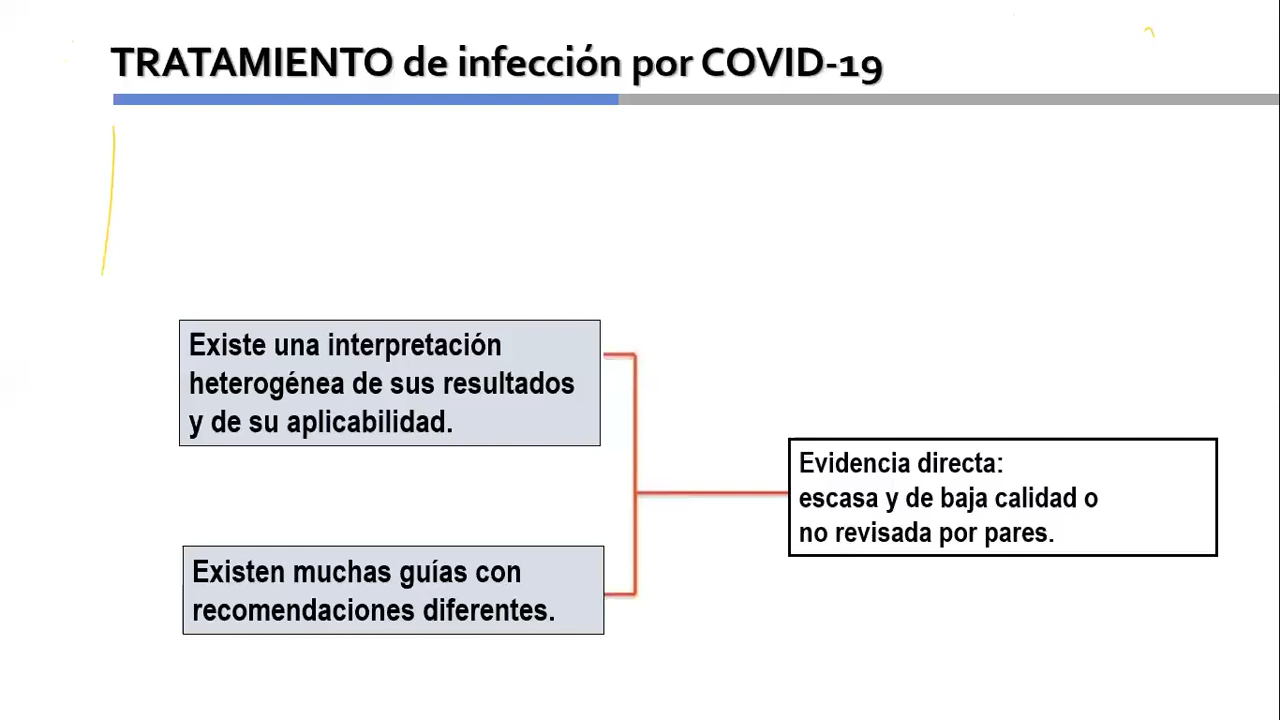 TRATAMIENTO de infección por COVID-19
Existe una interpretación
heterogénea de sus resultados
y de su aplicabilidad.
Existen muchas guías con
recomendaciones diferentes.
Evidencia directa:
escasa y de baja calidad o
no revisada por pares.